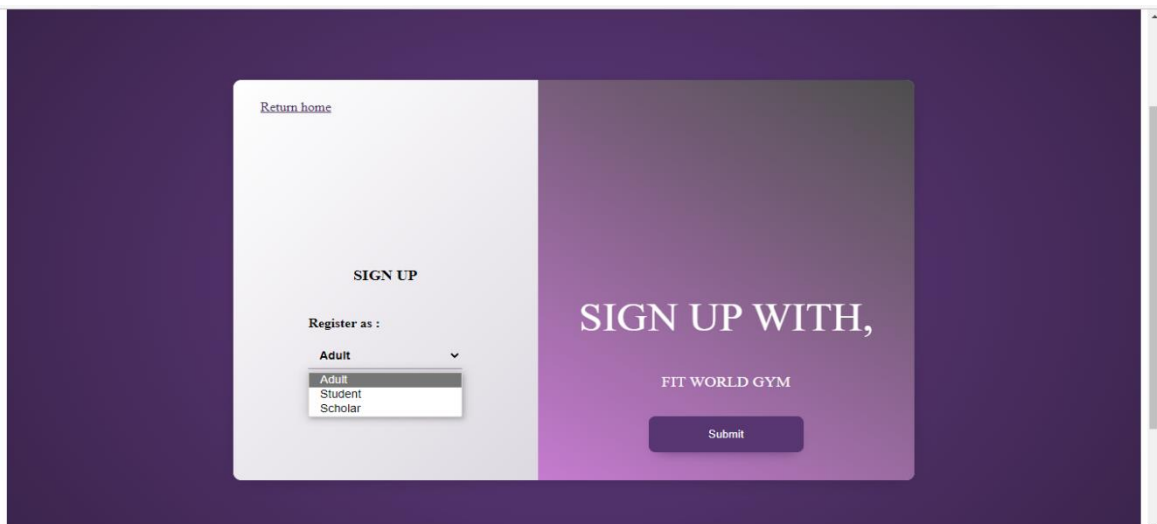 Return home
SIGN UP
Register as :
Adult
Adult
Student
Scholar
SIGN UP WITH,
FIT WORLD GYM
Submit